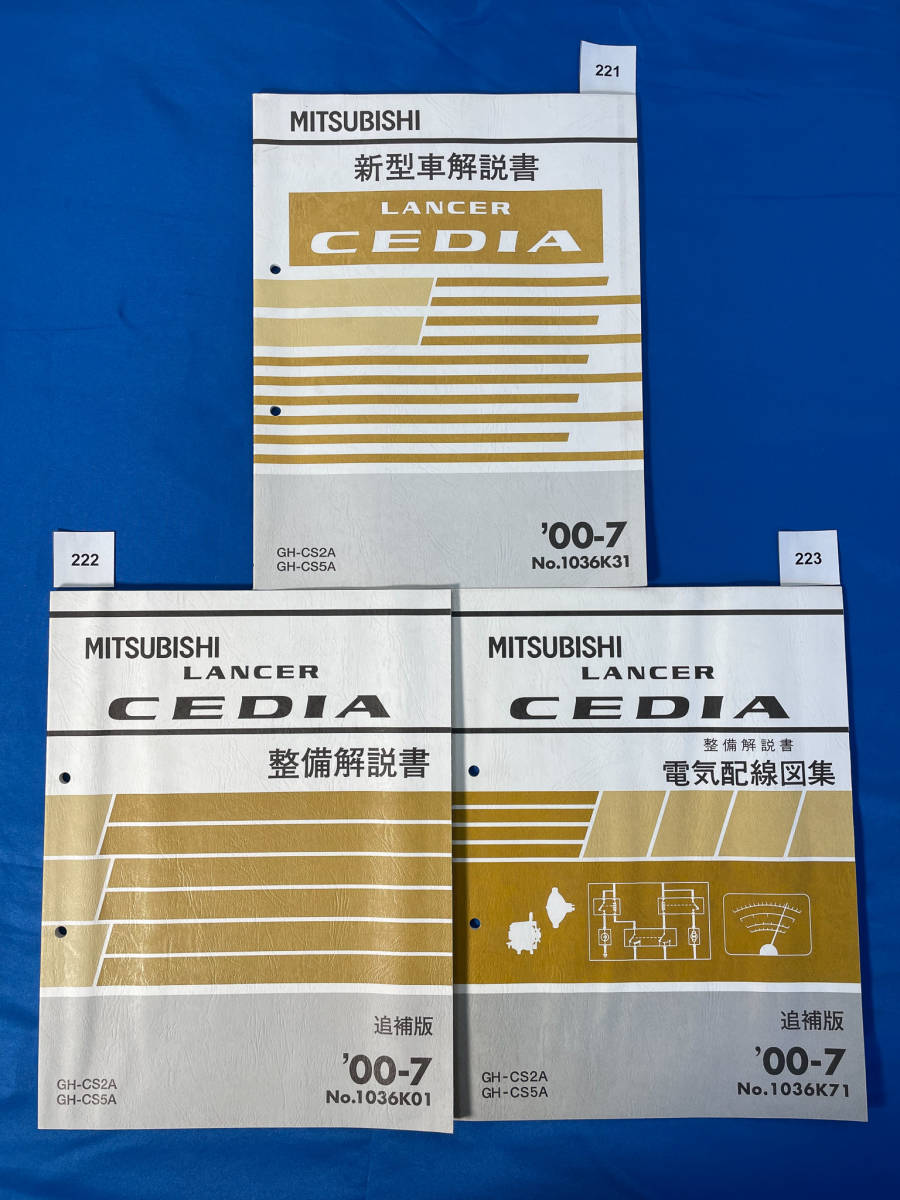 221
MITSUBISHI
新型車解説書
LANCER
CEDIA
GH-CS2A
GH-CS5A
'00-7
No.1036K31
222
MITSUBISHI
LANCER
CEDIA
整備解説書
追補版
GH-CS2A
GH-CS5A
'00-7
No.1036K01
223
MITSUBISHI
LANCER
CEDIA
整備解説書
電気配線図集
追補版
GH-CS2A
GH-CS5A
'00-7
No.1036K71